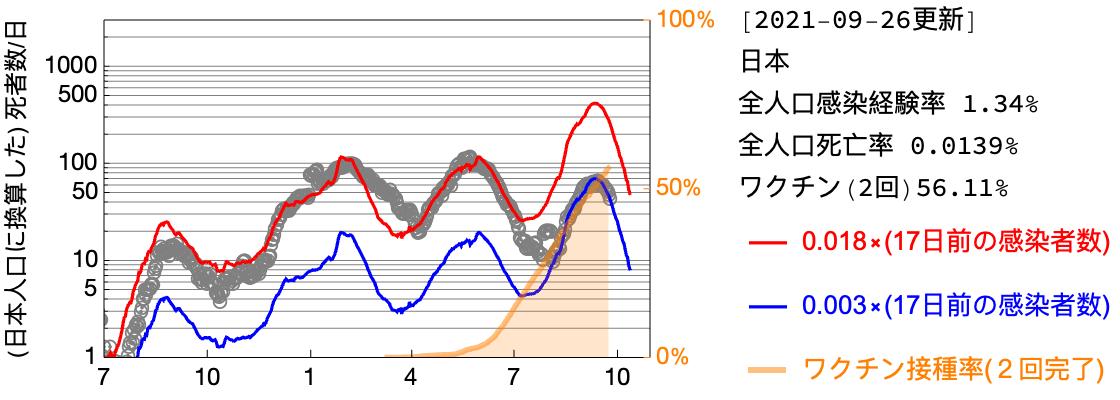 (日本人口に換算した) 死者数/日
1000
500
100
50
10
5
1
7
10
1
4
7
10
100%
50%
0%
[2021-09-26更新]
日本
全人口感染経験率 1.34%
全人口死亡率 0.0139%
ワクチン(2回)56.11%
0.018×(17日前の感染者数)
0.003×(17日前の感染者数)
ワクチン接種率(２回完了)